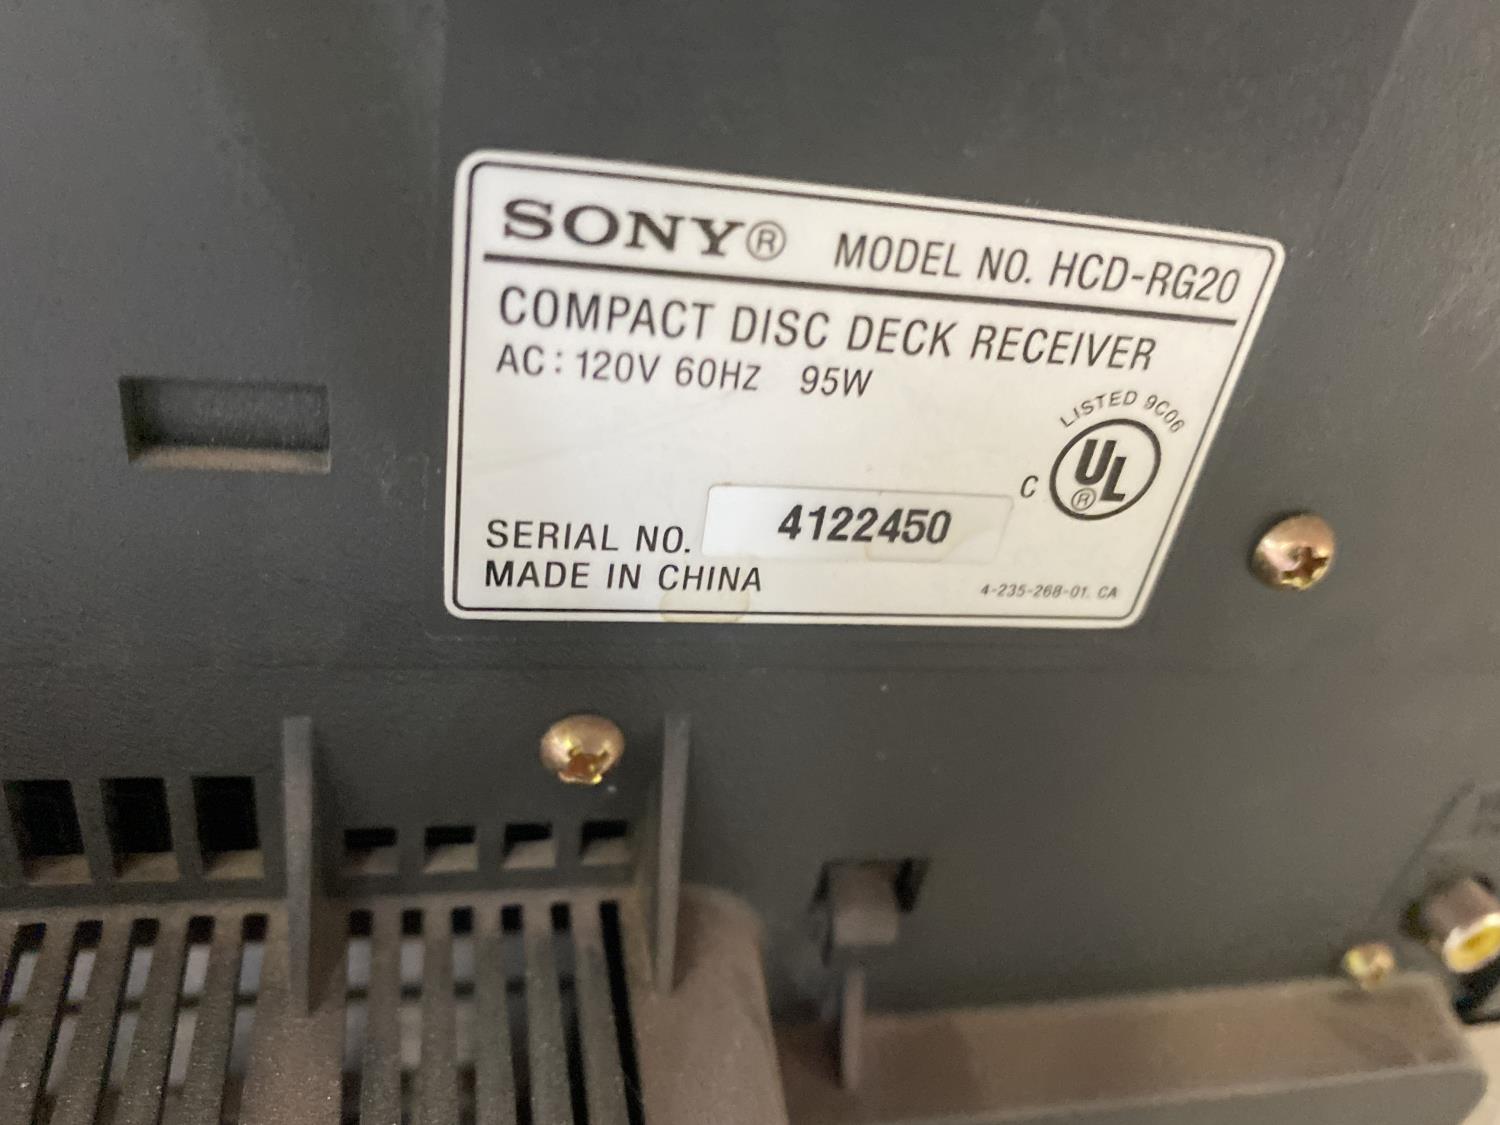 SONY® MODEL NO. HCD-RG20
COMPACT DISC DECK RECEIVER
AC: 120V 60HZ 95W
LISTED 9C06
C UL®
SERIAL NO. 4122450
MADE IN CHINA
4-235-268-01. CA